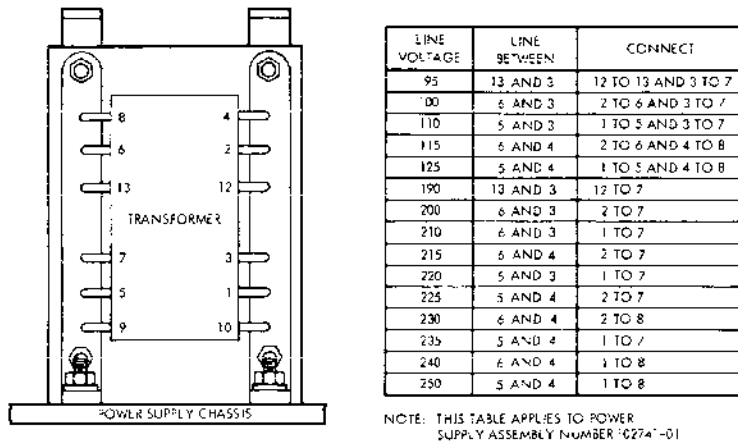 8 4
6 2
13 12
TRANSFORMER
7 3
5 1
9 10
POWER SUPPLY CHASSIS
LINE VOLTAGE LINE BETWEEN CONNECT
95 13 AND 3 12 TO 13 AND 3 TO 7
100 6 AND 3 2 TO 6 AND 3 TO 7
110 5 AND 3 1 TO 5 AND 3 TO 7
115 6 AND 4 2 TO 6 AND 4 TO 8
125 5 AND 4 1 TO 5 AND 4 TO 8
190 13 AND 3 12 TO 7
200 6 AND 3 2 TO 7
210 6 AND 3 1 TO 7
215 6 AND 4 2 TO 7
220 5 AND 3 1 TO 7
225 5 AND 4 2 TO 7
230 6 AND 4 2 TO 8
235 5 AND 4 1 TO 7
240 6 AND 4 1 TO 8
250 5 AND 4 1 TO 8
NOTE: THIS TABLE APPLIES TO POWER
SUPPLY ASSEMBLY NUMBER